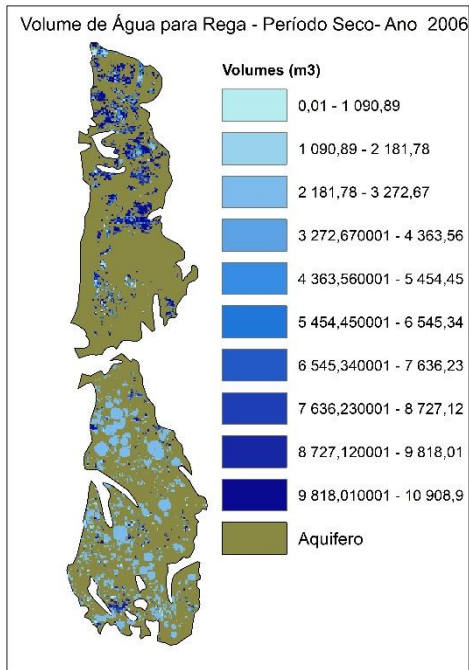 Volume de Água para Rega - Período Seco- Ano 2006
Volumes (m3)
0,01 - 1 090,89
1 090,89 - 2 181,78
2 181,78 - 3 272,67
3 272,670001 - 4 363,56
4 363,560001 - 5 454,45
5 454,450001 - 6 545,34
6 545,340001 - 7 636,23
7 636,230001 - 8 727,12
8 727,120001 - 9 818,01
9 818,010001 - 10 908,9
Aquifero